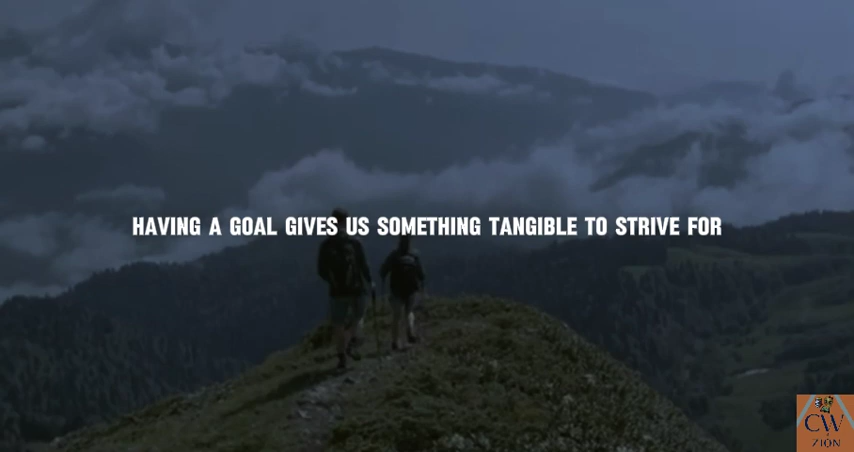 HAVING A GOAL GIVES US SOMETHING TANGIBLE TO STRIVE FOR
CW
ZION